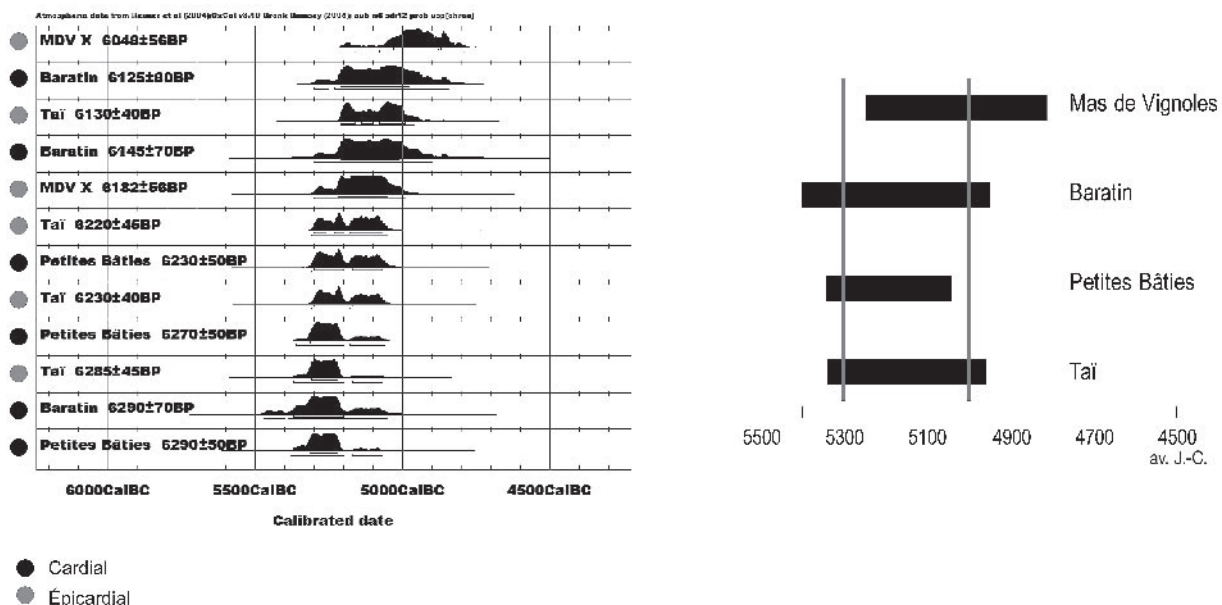 MDV X 6048±56BP
Baratin 6125±80BP
Taï 6130±40BP
Baratin 6145±70BP
MDV X 6182±56BP
Taï 6220±45BP
Petites Bâties 6230±50BP
Taï 6230±40BP
Petites Bâties 6270±50BP
Taï 6285±45BP
Baratin 6290±70BP
Petites Bâties 6290±50BP
6000CalBC 5500CalBC 5000CalBC 4500CalBC
Calibrated date
Cardial
Épicardial
Mas de Vignoles
Baratin
Petites Bâties
Taï
5500 5300 5100 4900 4700 4500
av. J.-C.